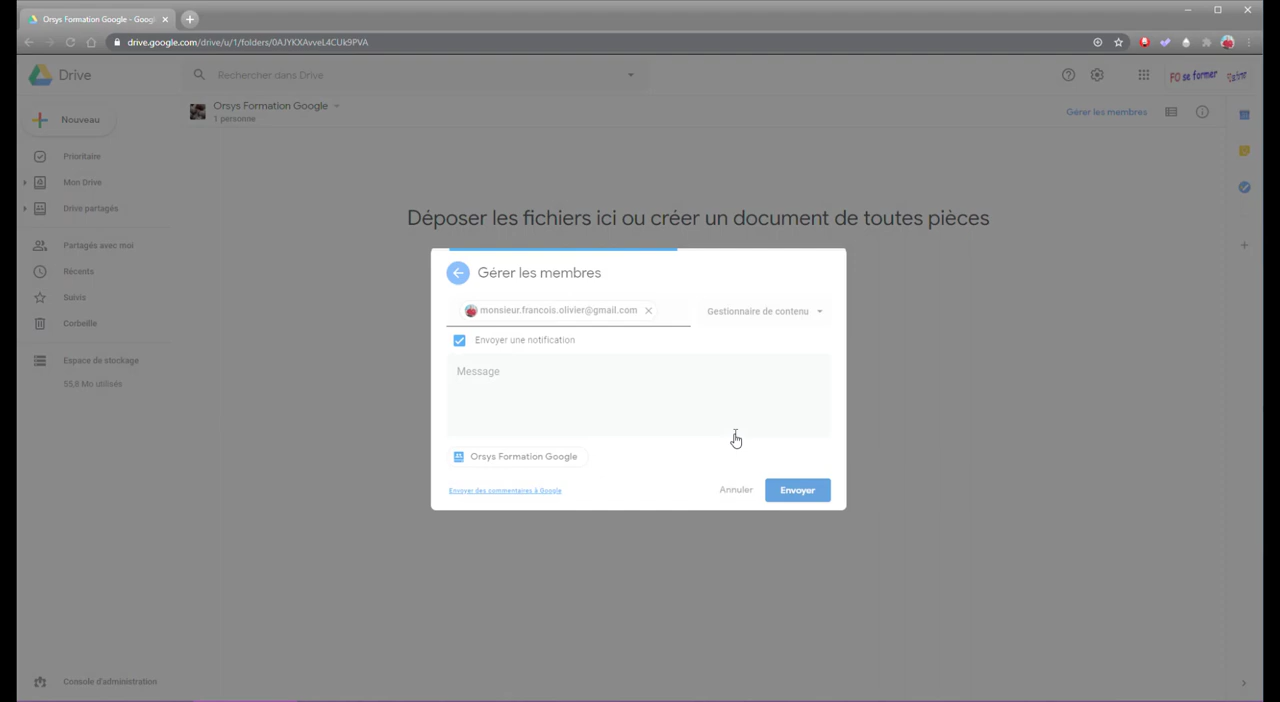 Orsys Formation Google - Goog
drive.google.com/drive/u/1/folders/0AJYKXAvveL4CUk9PVA
Drive
Rechercher dans Drive
FO se former
Nouveau
Orsys Formation Google
1 personne
Gérer les membres
Prioritaire
Mon Drive
Drive partagés
Partagés avec moi
Récents
Suivis
Corbeille
Espace de stockage
55,8 Mo utilisés
Console d'administration
Déposer les fichiers ici ou créer un document de toutes pièces
Gérer les membres
monsieur.francois.olivier@gmail.com
Gestionnaire de contenu
Envoyer une notification
Message
Orsys Formation Google
Envoyer des commentaires à Google
Annuler
Envoyer